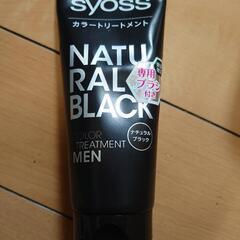 syoss
カラートリートメント
NATU
RAL
BLACK
専用
ブラシ
付き
COLOR
TREATMENT
MEN
ナチュラル
ブラック